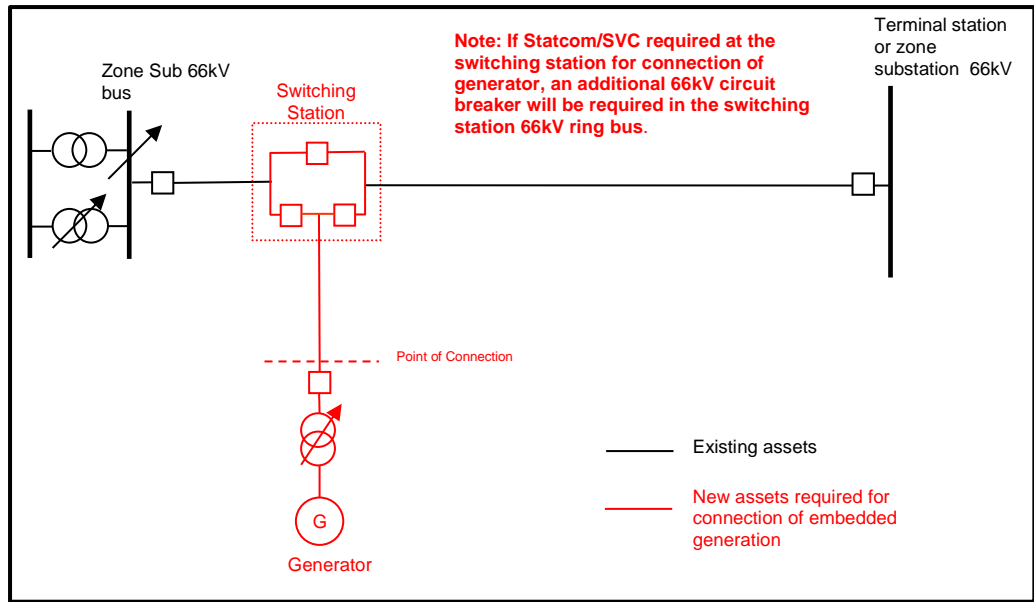 Zone Sub 66kV
bus
Switching
Station
Note: If Statcom/SVC required at the
switching station for connection of
generator, an additional 66kV circuit
breaker will be required in the switching
station 66kV ring bus.
Terminal station
or zone
substation 66kV
Point of Connection
G
Generator
Existing assets
New assets required for
connection of embedded
generation